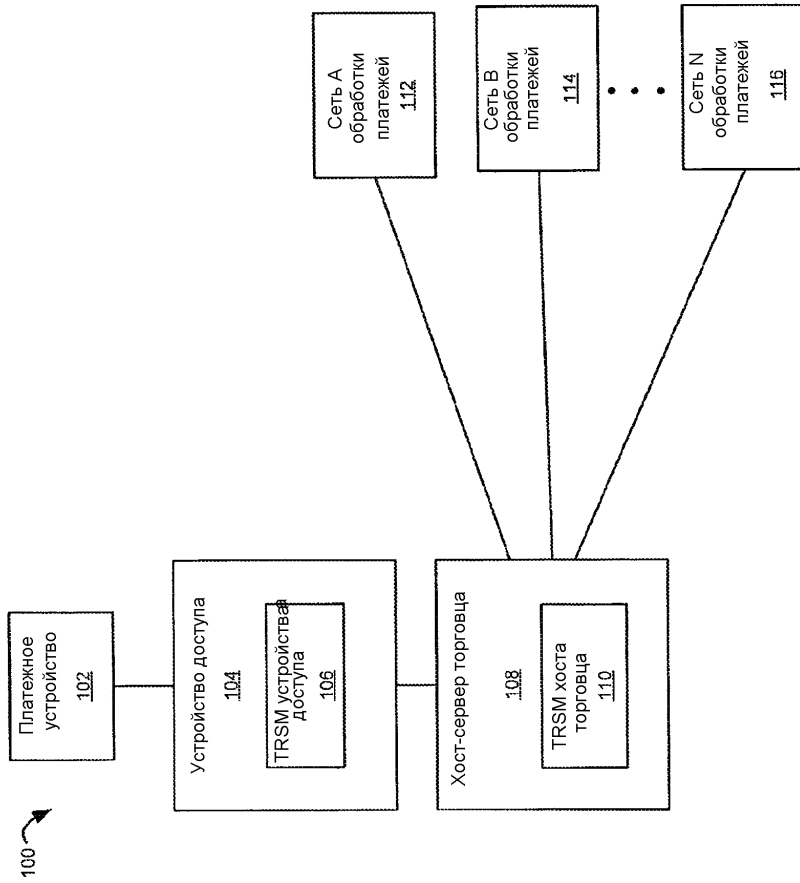 100
Платежное
устройство
102
Устройство доступа
104
TRSM устройстваа
доступа
106
Хост-сервер торговца
108
TRSM хоста
торговца
110
Сеть A
обработки
платежей
112
Сеть B
обработки
платежей
114
Сеть N
обработки
платежей
116